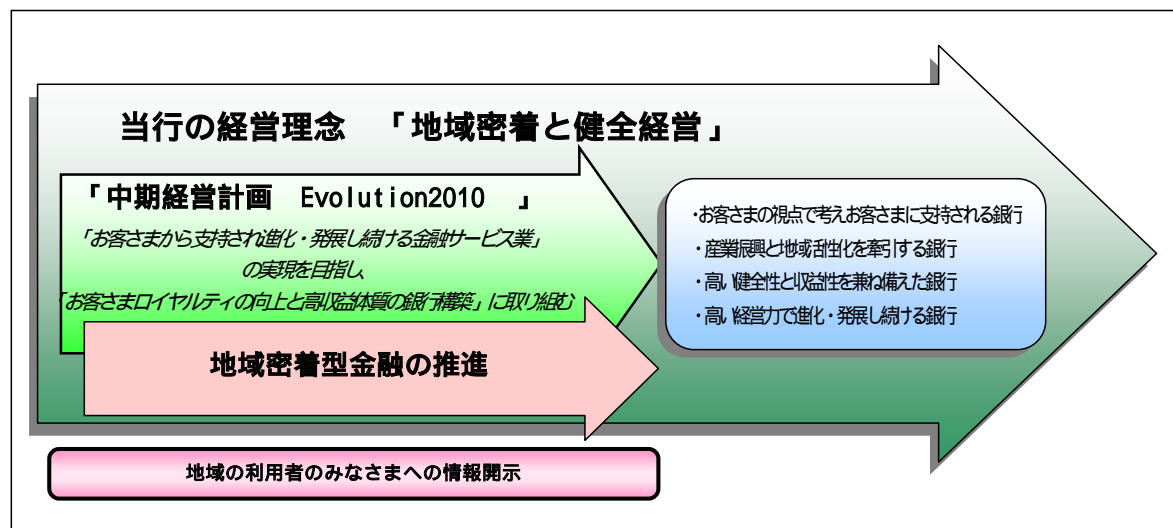 当行の経営理念　「地域密着と健全経営」
「中期経営計画　Evolution2010　」
「お客さまから支持され進化・発展し続ける金融サービス業」
の実現を目指し、
「お客さまロイヤルティの向上と高収益体質の銀行構築」に取り組む
・お客さまの視点で考えお客さまに支持される銀行
・産業振興と地域活性化を牽引する銀行
・高い健全性と収益性を兼ね備えた銀行
・高い経営力で進化・発展し続ける銀行
地域密着型金融の推進
地域の利用者のみなさまへの情報開示